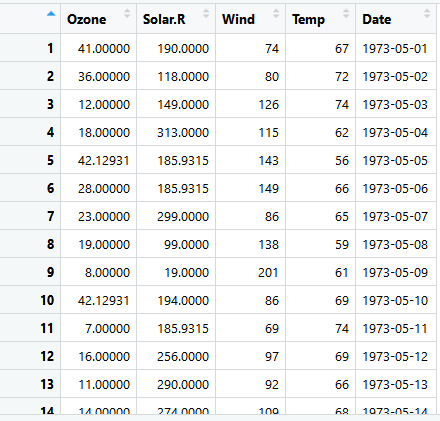 Ozone Solar.R Wind Temp Date
1 41.00000 190.0000 74 67 1973-05-01
2 36.00000 118.0000 80 72 1973-05-02
3 12.00000 149.0000 126 74 1973-05-03
4 18.00000 313.0000 115 62 1973-05-04
5 42.12931 185.9315 143 56 1973-05-05
6 28.00000 185.9315 149 66 1973-05-06
7 23.00000 299.0000 86 65 1973-05-07
8 19.00000 99.0000 138 59 1973-05-08
9 8.00000 19.0000 201 61 1973-05-09
10 42.12931 194.0000 86 69 1973-05-10
11 7.00000 185.9315 69 74 1973-05-11
12 16.00000 256.0000 97 69 1973-05-12
13 11.00000 290.0000 92 66 1973-05-13
14 14.00000 274.0000 109 68 1973-05-14